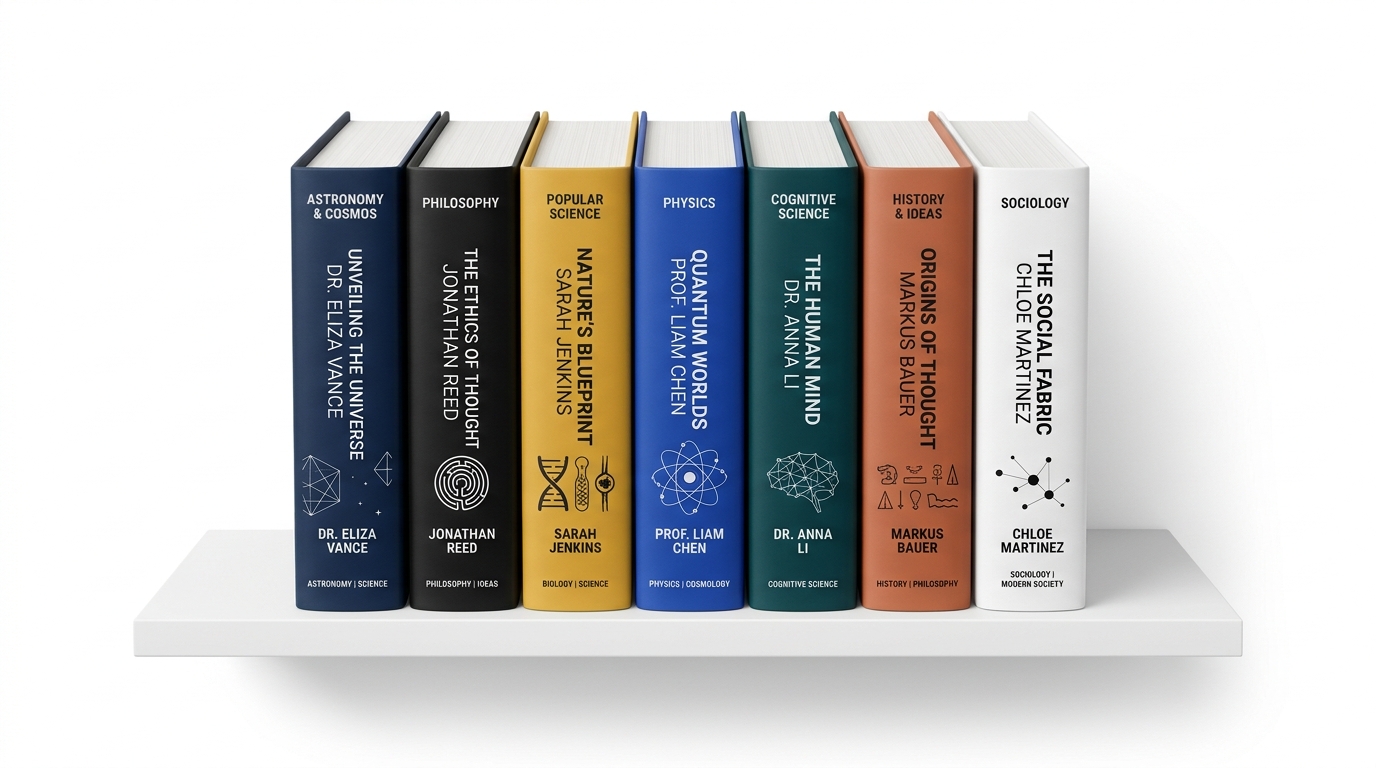 ASTRONOMY
& COSMOS
UNVEILING THE UNIVERSE
DR. ELIZA VANCE
DR. ELIZA
VANCE
ASTRONOMY | SCIENCE
PHILOSOPHY
THE ETHICS OF THOUGHT
JONATHAN REED
JONATHAN
REED
PHILOSOPHY | IDEAS
POPULAR
SCIENCE
NATURE'S BLUEPRINT
SARAH JENKINS
SARAH
JENKINS
BIOLOGY | SCIENCE
PHYSICS
QUANTUM WORLDS
PROF. LIAM CHEN
PROF. LIAM
CHEN
PHYSICS | COSMOLOGY
COGNITIVE
SCIENCE
THE HUMAN MIND
DR. ANNA LI
DR. ANNA
LI
COGNITIVE SCIENCE
HISTORY
& IDEAS
ORIGINS OF THOUGHT
MARKUS BAUER
MARKUS
BAUER
HISTORY | PHILOSOPHY
SOCIOLOGY
THE SOCIAL FABRIC
CHLOE MARTINEZ
CHLOE
MARTINEZ
SOCIOLOGY |
MODERN SOCIETY